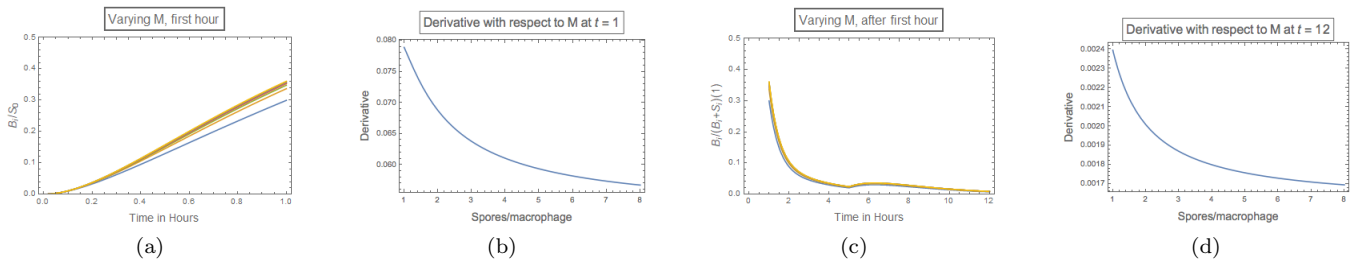 Varying M, first hour
0.5
0.4
0.3
0.2
0.1
0.0
Bᵢ/S₀
0.0 0.2 0.4 0.6 0.8 1.0
Time in Hours
(a)
Derivative with respect to M at t = 1
0.080
0.075
0.070
0.065
0.060
Derivative
1 2 3 4 5 6 7 8
Spores/macrophage
(b)
Varying M, after first hour
0.5
0.4
0.3
0.2
0.1
0.0
Bᵢ/(Bᵢ+Sᵢ)(1)
2 4 6 8 10 12
Time in Hours
(c)
Derivative with respect to M at t = 12
0.0024
0.0023
0.0022
0.0021
0.0020
0.0019
0.0018
0.0017
Derivative
1 2 3 4 5 6 7 8
Spores/macrophage
(d)